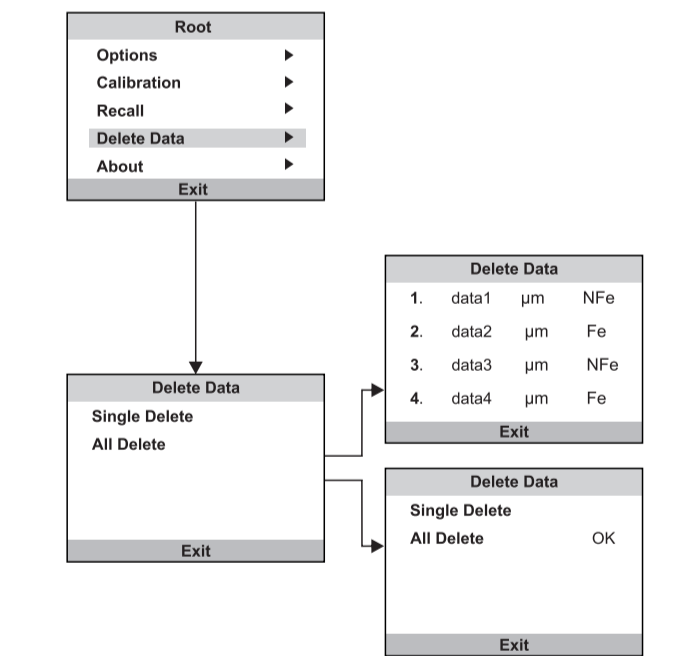 Root
Options
Calibration
Recall
Delete Data
About
Exit
Delete Data
Single Delete
All Delete
Exit
Delete Data
1. data1 µm NFe
2. data2 µm Fe
3. data3 µm NFe
4. data4 µm Fe
Exit
Delete Data
Single Delete
All Delete OK
Exit